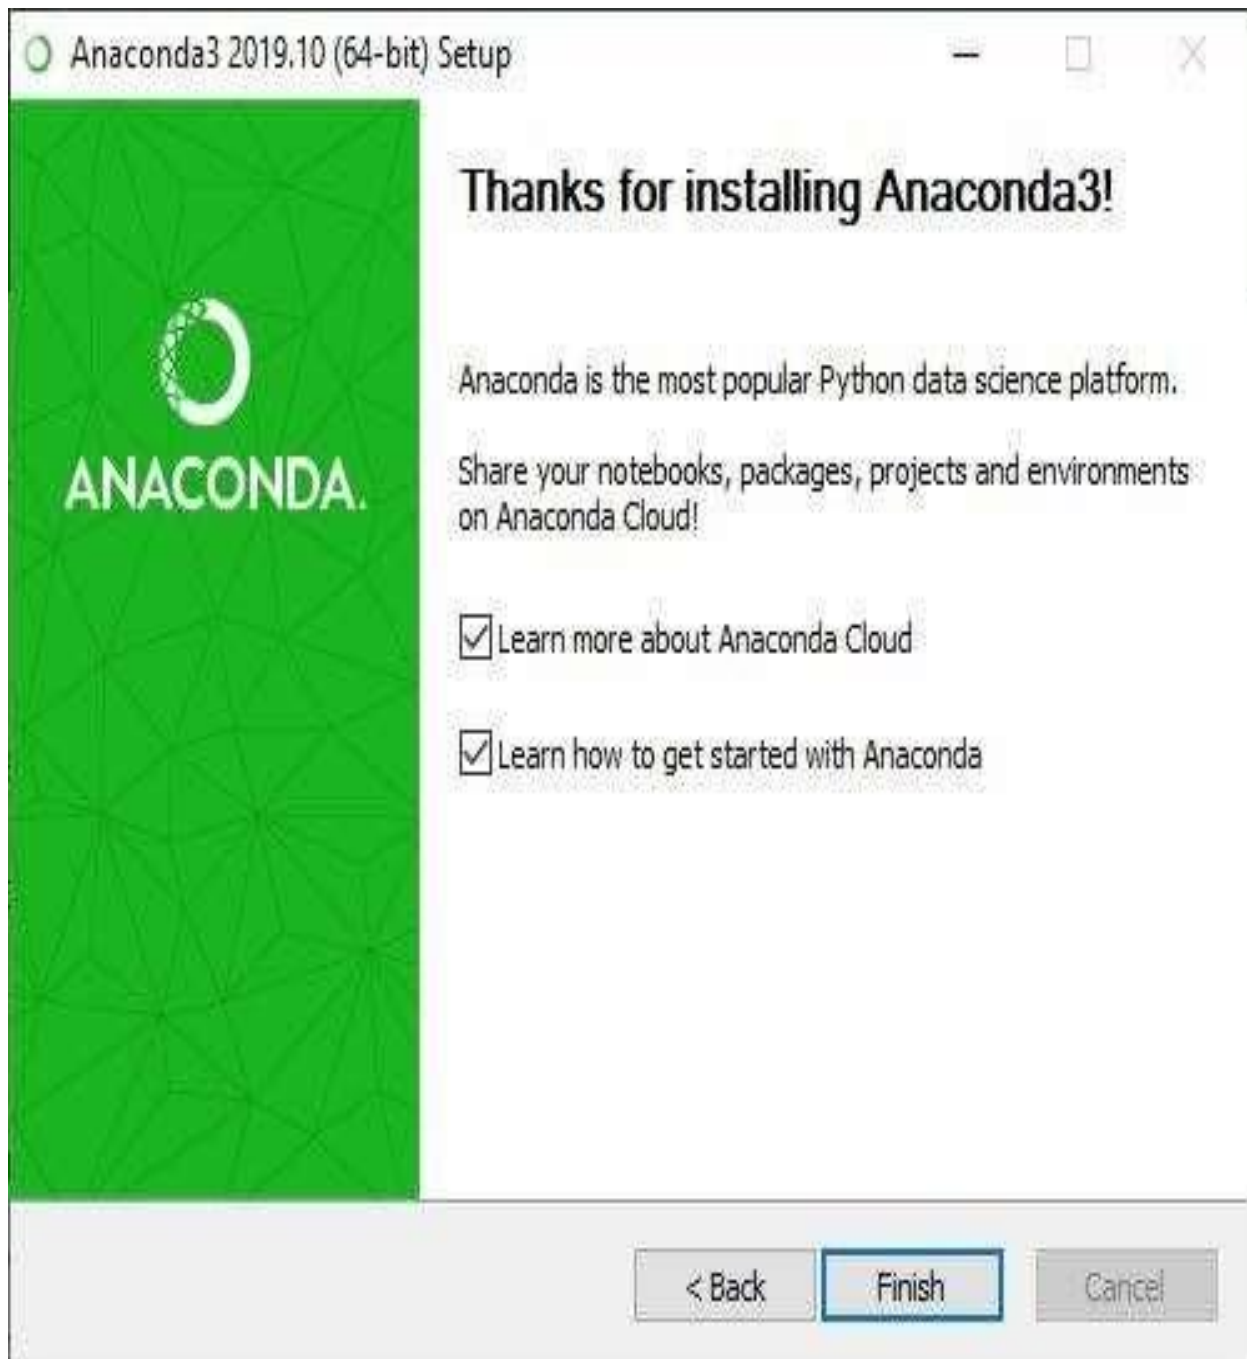 Anaconda3 2019.10 (64-bit) Setup
ANACONDA.
Thanks for installing Anaconda3!
Anaconda is the most popular Python data science platform.
Share your notebooks, packages, projects and environments
on Anaconda Cloud!
Learn more about Anaconda Cloud
Learn how to get started with Anaconda
< Back
Finish
Cancel